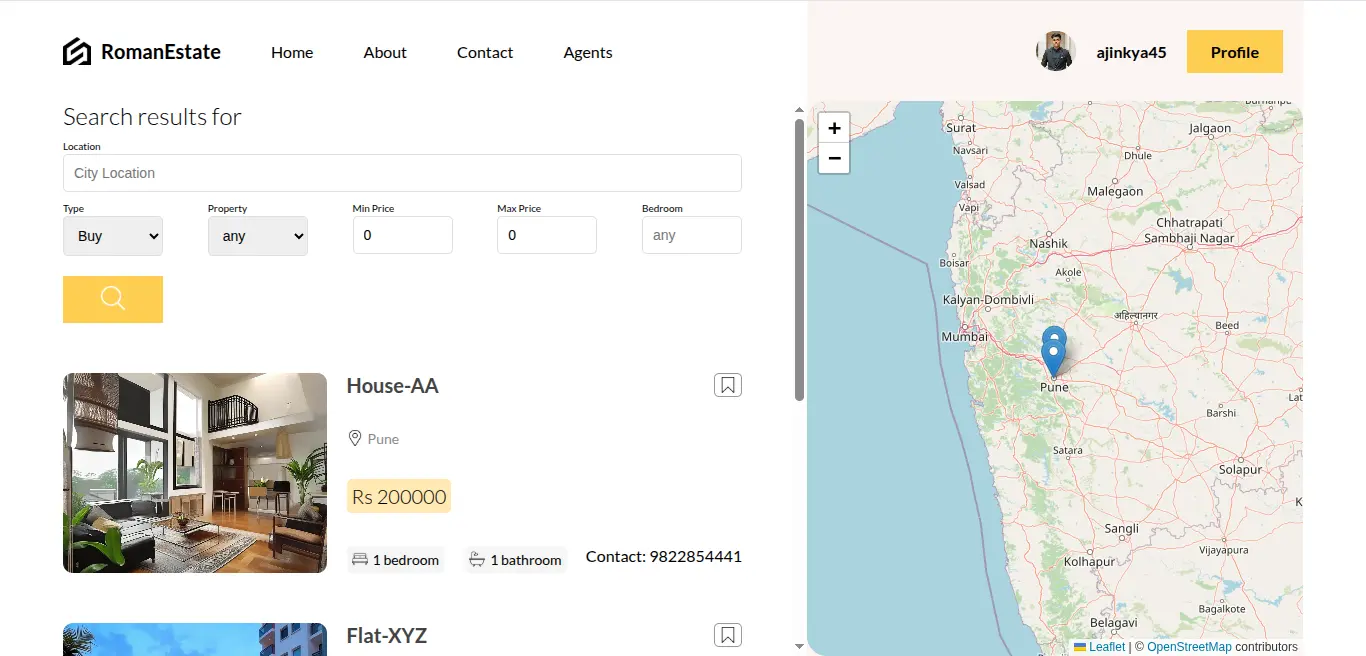 RomanEstate
Home
About
Contact
Agents
ajinkya45
Profile
Search results for
Location
City Location
Type
Property
Min Price
Max Price
Bedroom
Buy
any
0
0
any
House-AA
Pune
Rs 200000
1 bedroom
1 bathroom
Contact: 9822854441
Flat-XYZ
+
−
Surat
Navsari
Valsad
Vapi
Boisar
Nashik
Kalyan-Dombivli
Mumbai
Pune
Satara
Sangli
Kolhapur
Belagavi
Jalgaon
Dhule
Malegaon
Chhatrapati
Sambhaji Nagar
Akole
अहिल्यानगर
Beed
Barshi
Solapur
Vijayapura
Bagalkote
Leaflet | © OpenStreetMap contributors